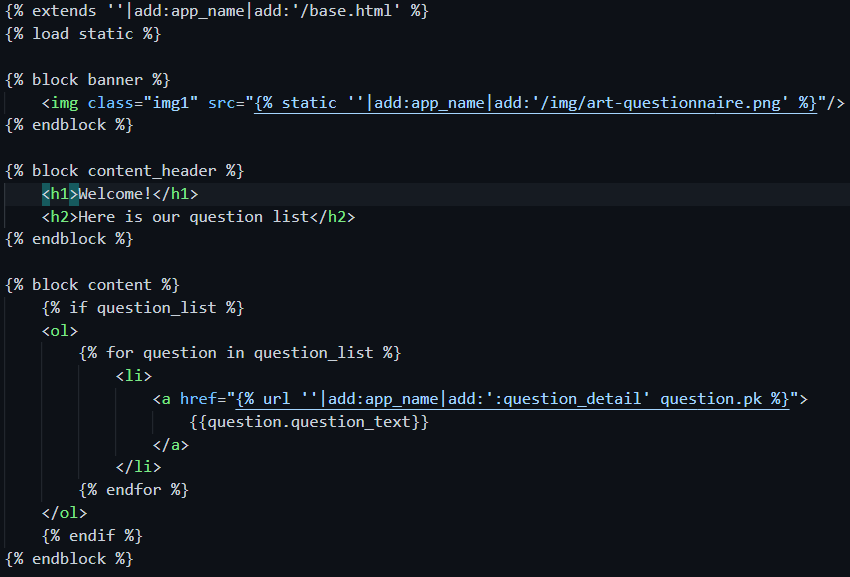 {% extends ''|add:app_name|add:'/base.html' %}
{% load static %}
{% block banner %}
<img class="img1" src="{% static ''|add:app_name|add:'/img/art-questionnaire.png' %}"/>
{% endblock %}
{% block content_header %}
<h1>Welcome!</h1>
<h2>Here is our question list</h2>
{% endblock %}
{% block content %}
{% if question_list %}
<ol>
{% for question in question_list %}
<li>
<a href="{% url ''|add:app_name|add:':question_detail' question.pk %}">
{{question.question_text}}
</a>
</li>
{% endfor %}
</ol>
{% endif %}
{% endblock %}